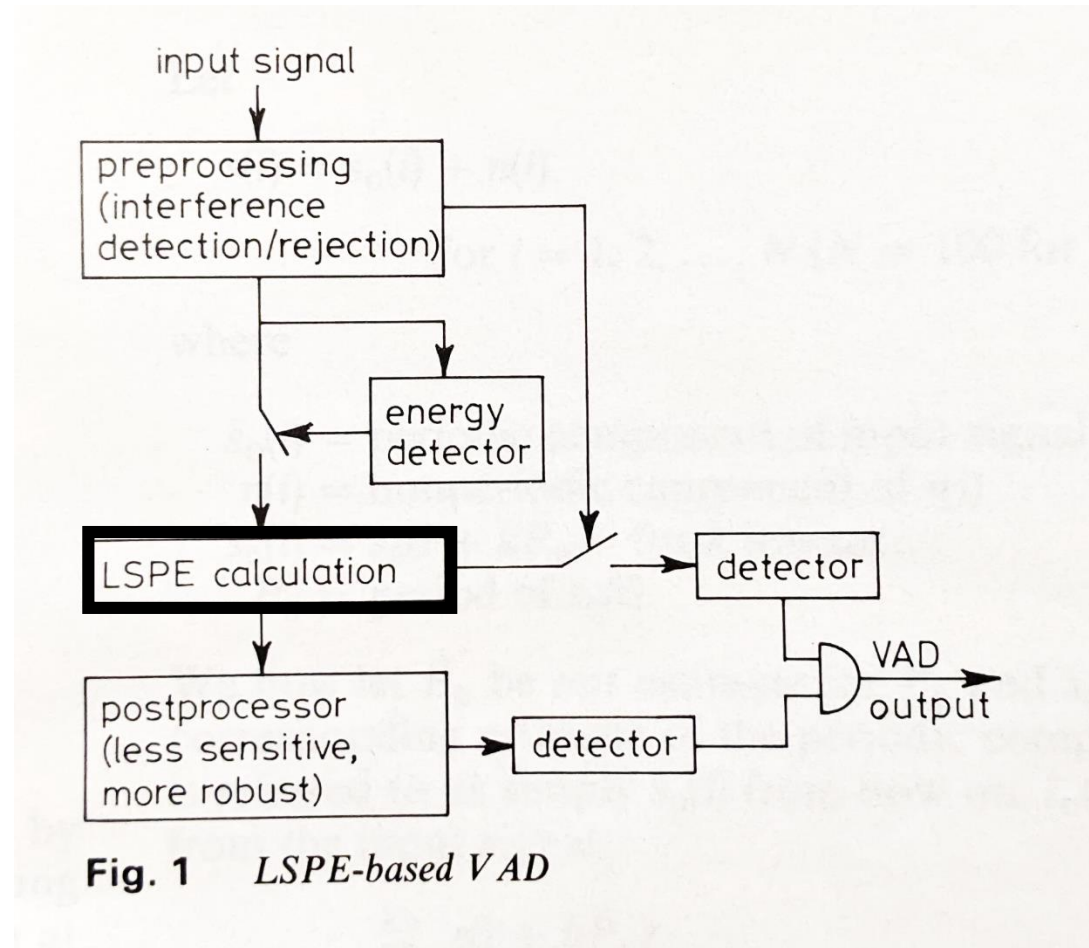 input signal
preprocessing
(interference
detection/rejection)
energy
detector
LSPE calculation
detector
VAD
output
postprocessor
(less sensitive,
more robust)
detector
Fig. 1 LSPE-based VAD